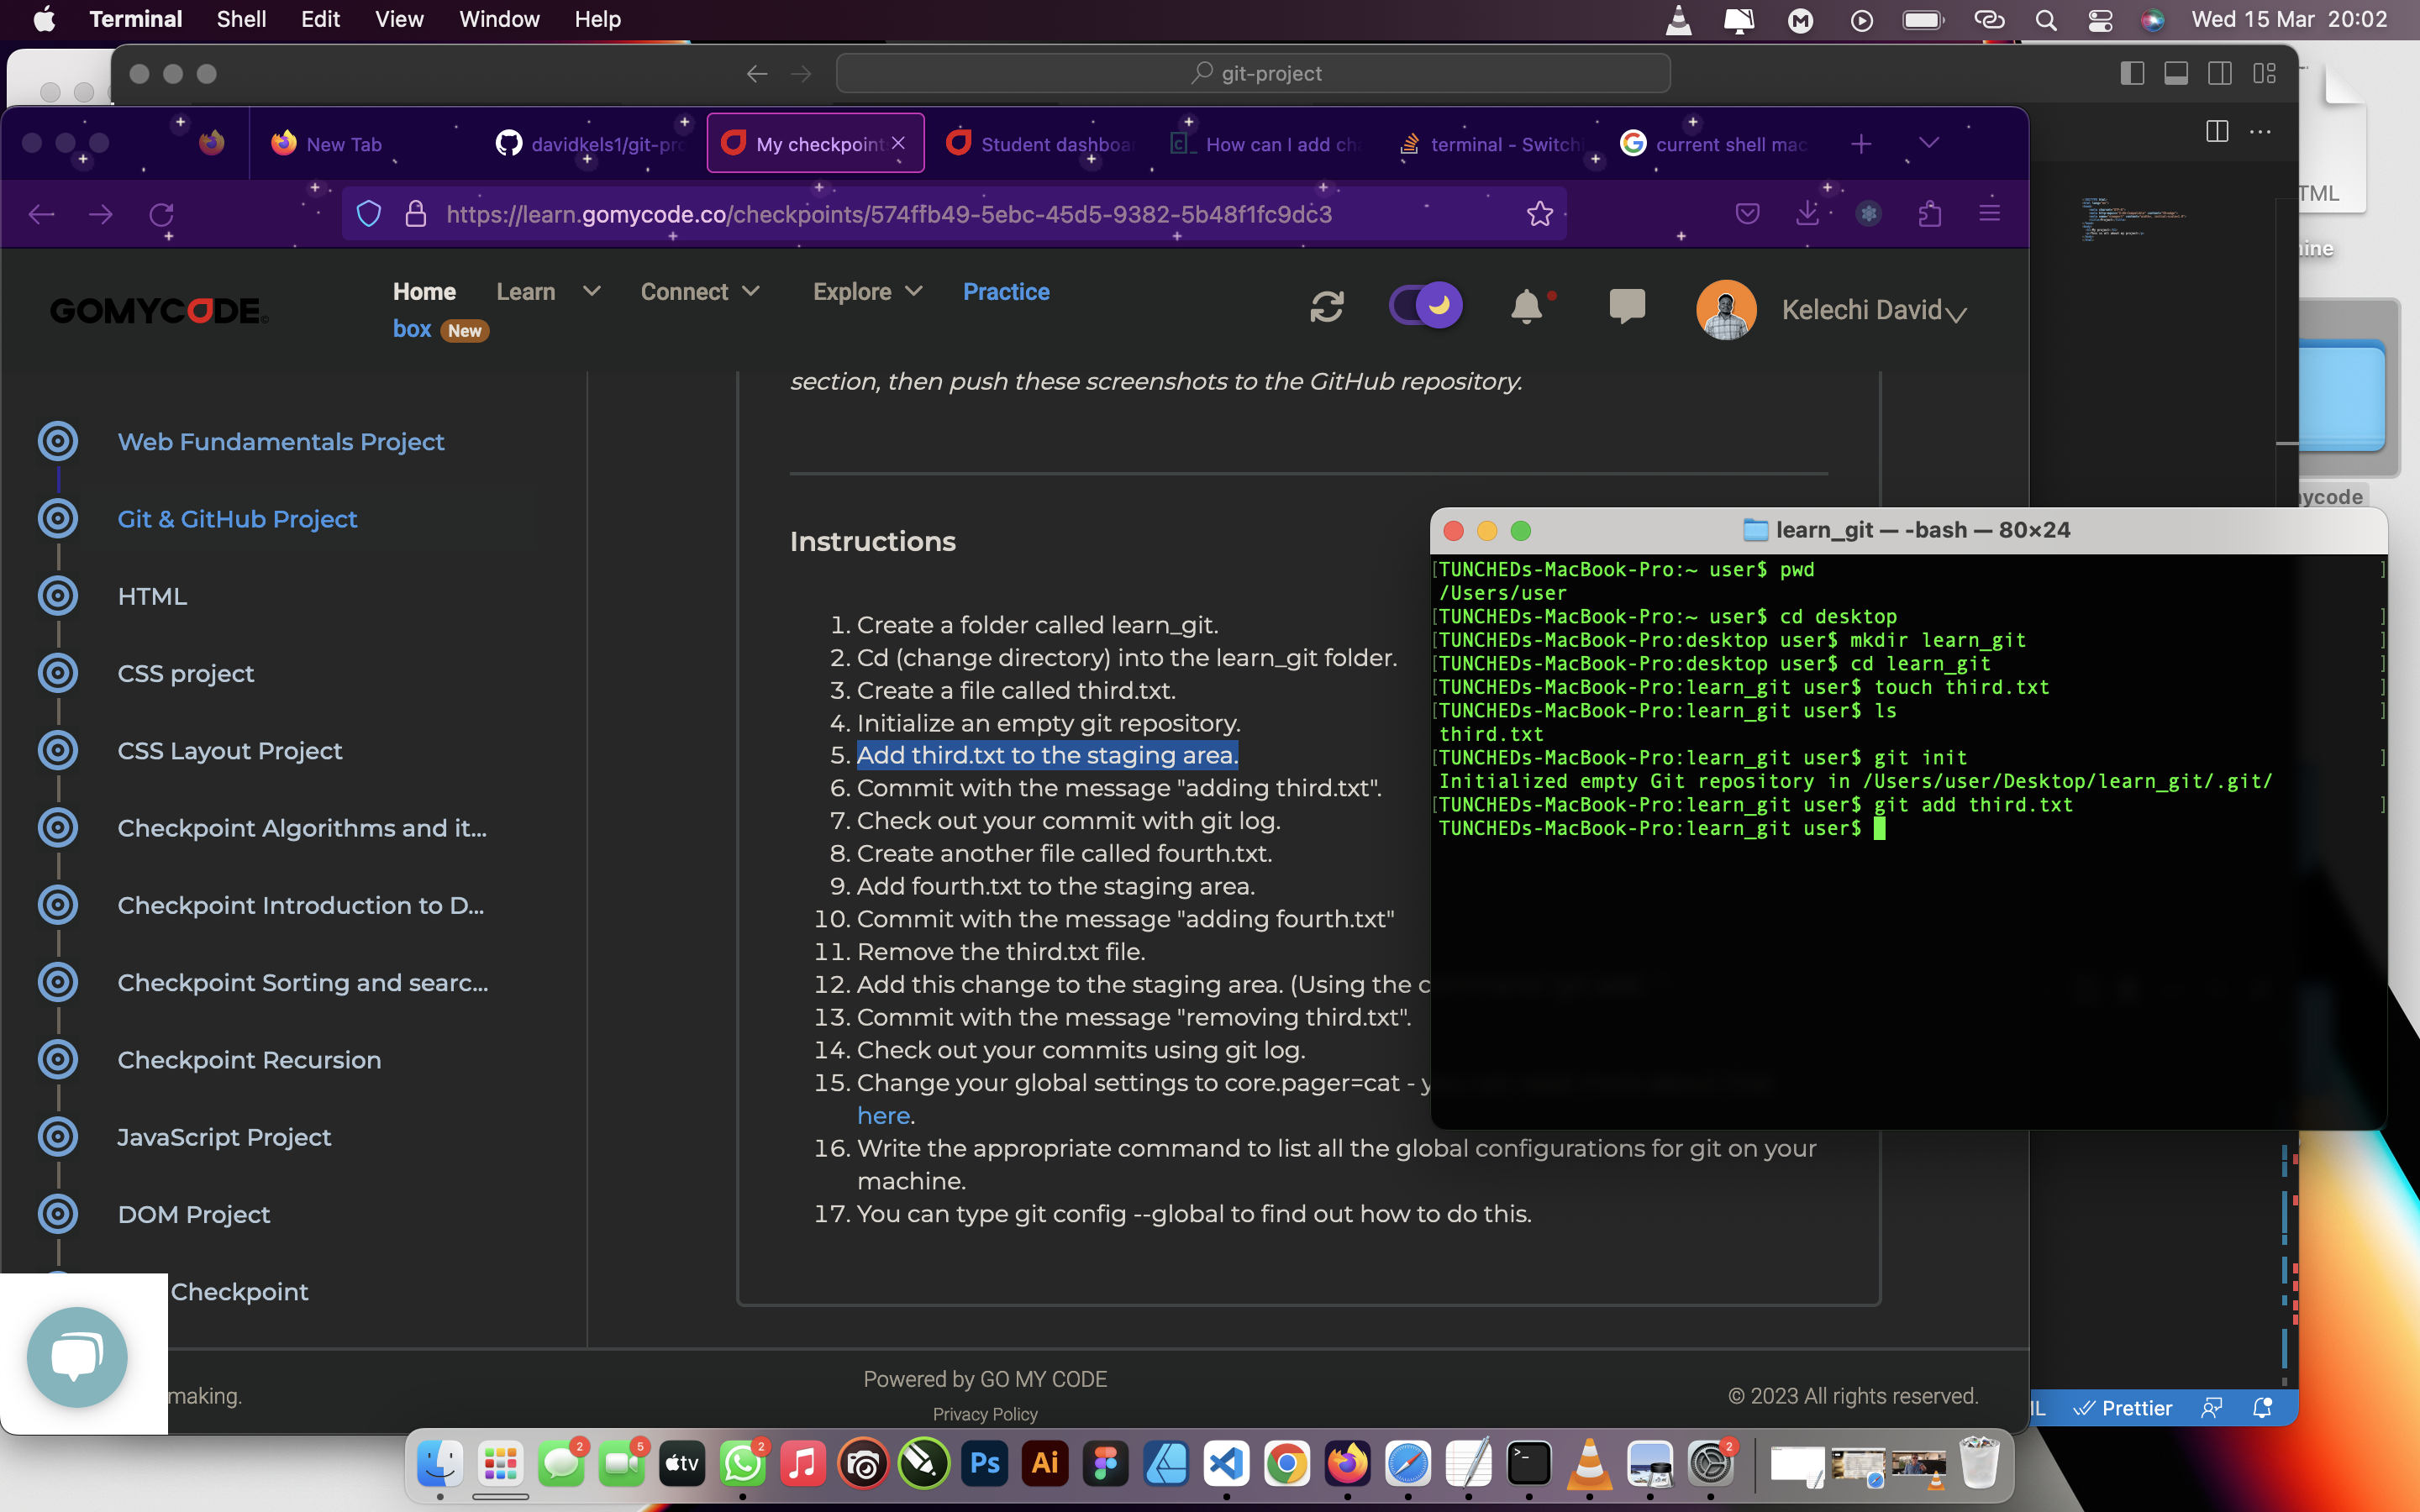 Terminal Shell Edit View Window Help
Wed 15 Mar 20:02
git-project
New Tab
davidkels1/git-pro
My checkpoint
Student dashboa
How can I add ch
terminal - Switchi
current shell mac
https://learn.gomycode.co/checkpoints/574ffb49-5ebc-45d5-9382-5b48f1fc9dc3
GOMYCODE
Home Learn Connect Explore Practice
box New
Kelechi David
section, then push these screenshots to the GitHub repository.
Web Fundamentals Project
Git & GitHub Project
HTML
CSS project
CSS Layout Project
Checkpoint Algorithms and it...
Checkpoint Introduction to D...
Checkpoint Sorting and searc...
Checkpoint Recursion
JavaScript Project
DOM Project
Checkpoint
Instructions
1. Create a folder called learn_git.
2. Cd (change directory) into the learn_git folder.
3. Create a file called third.txt.
4. Initialize an empty git repository.
5. Add third.txt to the staging area.
6. Commit with the message "adding third.txt".
7. Check out your commit with git log.
8. Create another file called fourth.txt.
9. Add fourth.txt to the staging area.
10. Commit with the message "adding fourth.txt"
11. Remove the third.txt file.
12. Add this change to the staging area. (Using the c
13. Commit with the message "removing third.txt".
14. Check out your commits using git log.
15. Change your global settings to core.pager=cat - y
here.
16. Write the appropriate command to list all the global configurations for git on your
machine.
17. You can type git config --global to find out how to do this.
learn_git — -bash — 80×24
[TUNCHEDs-MacBook-Pro:~ user$ pwd ]
/Users/user
[TUNCHEDs-MacBook-Pro:~ user$ cd desktop ]
[TUNCHEDs-MacBook-Pro:desktop user$ mkdir learn_git ]
[TUNCHEDs-MacBook-Pro:desktop user$ cd learn_git ]
[TUNCHEDs-MacBook-Pro:learn_git user$ touch third.txt ]
[TUNCHEDs-MacBook-Pro:learn_git user$ ls ]
third.txt
[TUNCHEDs-MacBook-Pro:learn_git user$ git init ]
Initialized empty Git repository in /Users/user/Desktop/learn_git/.git/
[TUNCHEDs-MacBook-Pro:learn_git user$ git add third.txt ]
TUNCHEDs-MacBook-Pro:learn_git user$
TML
nine
nycode
making.
Powered by GO MY CODE
Privacy Policy
© 2023 All rights reserved.
ML
Prettier
2
5
tv
2
Ps
Ai
2